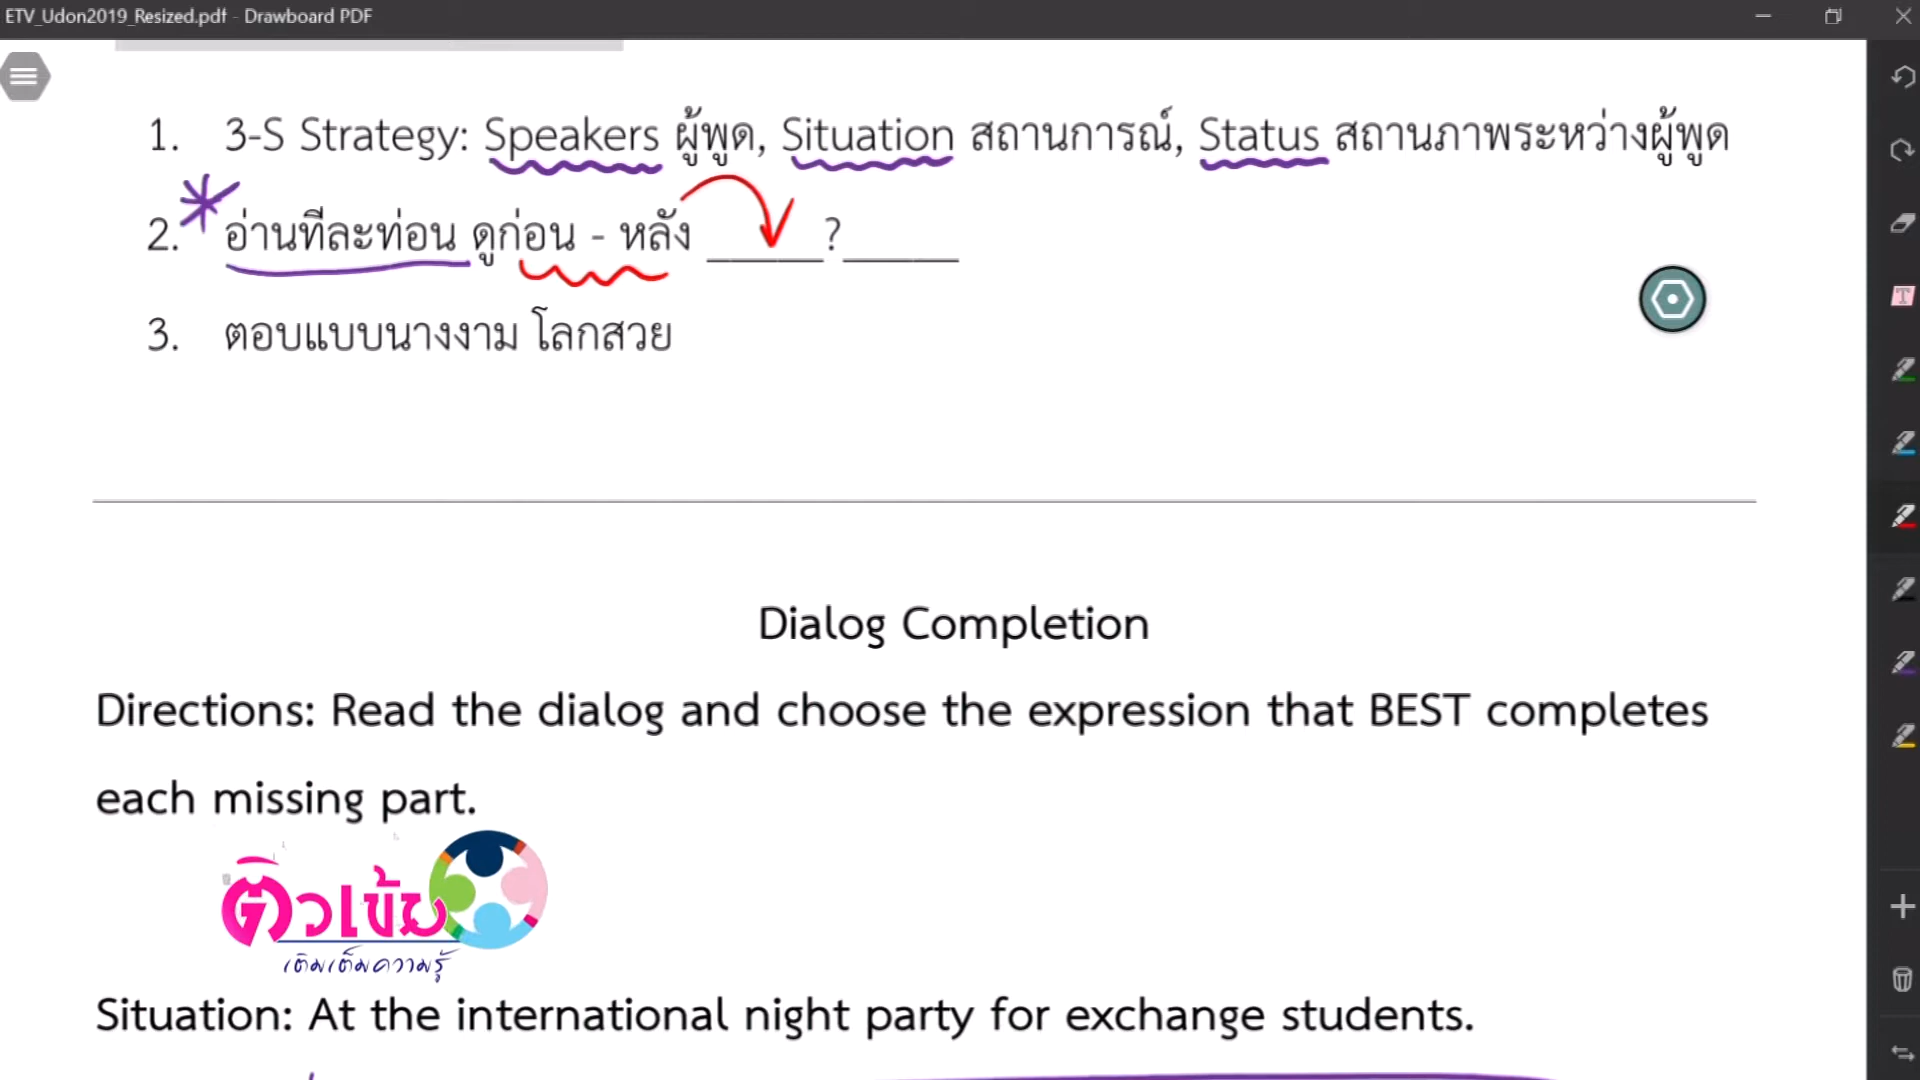 ETV_Udon2019_Resized.pdf - Drawboard PDF
1. 3-S Strategy: Speakers ผู้พูด, Situation สถานการณ์, Status สถานภาพระหว่างผู้พูด
2. อ่านทีละท่อน ดูก่อน - หลัง _____?_____
3. ตอบแบบนางงาม โลกสวย
Dialog Completion
Directions: Read the dialog and choose the expression that BEST completes
each missing part.
ติวเข้ม
เติมเต็มความรู้
Situation: At the international night party for exchange students.